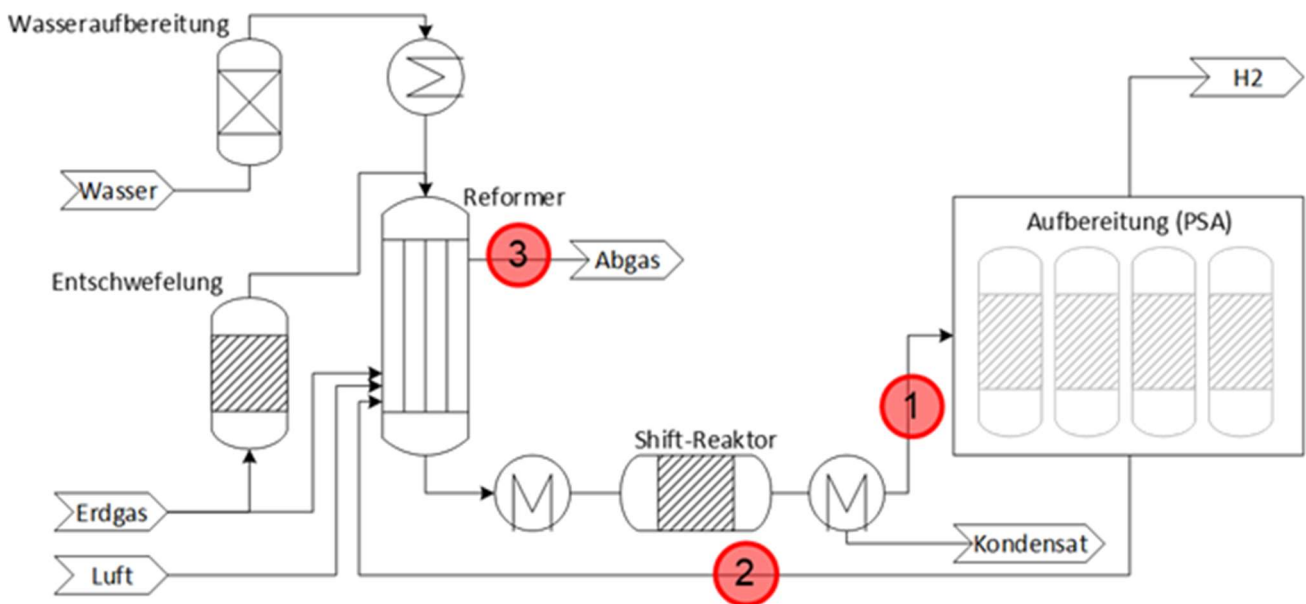 Wasseraufbereitung
H2
Wasser
Reformer
Aufbereitung (PSA)
3
Abgas
Entschwefelung
1
Shift-Reaktor
Erdgas
Kondensat
Luft
2